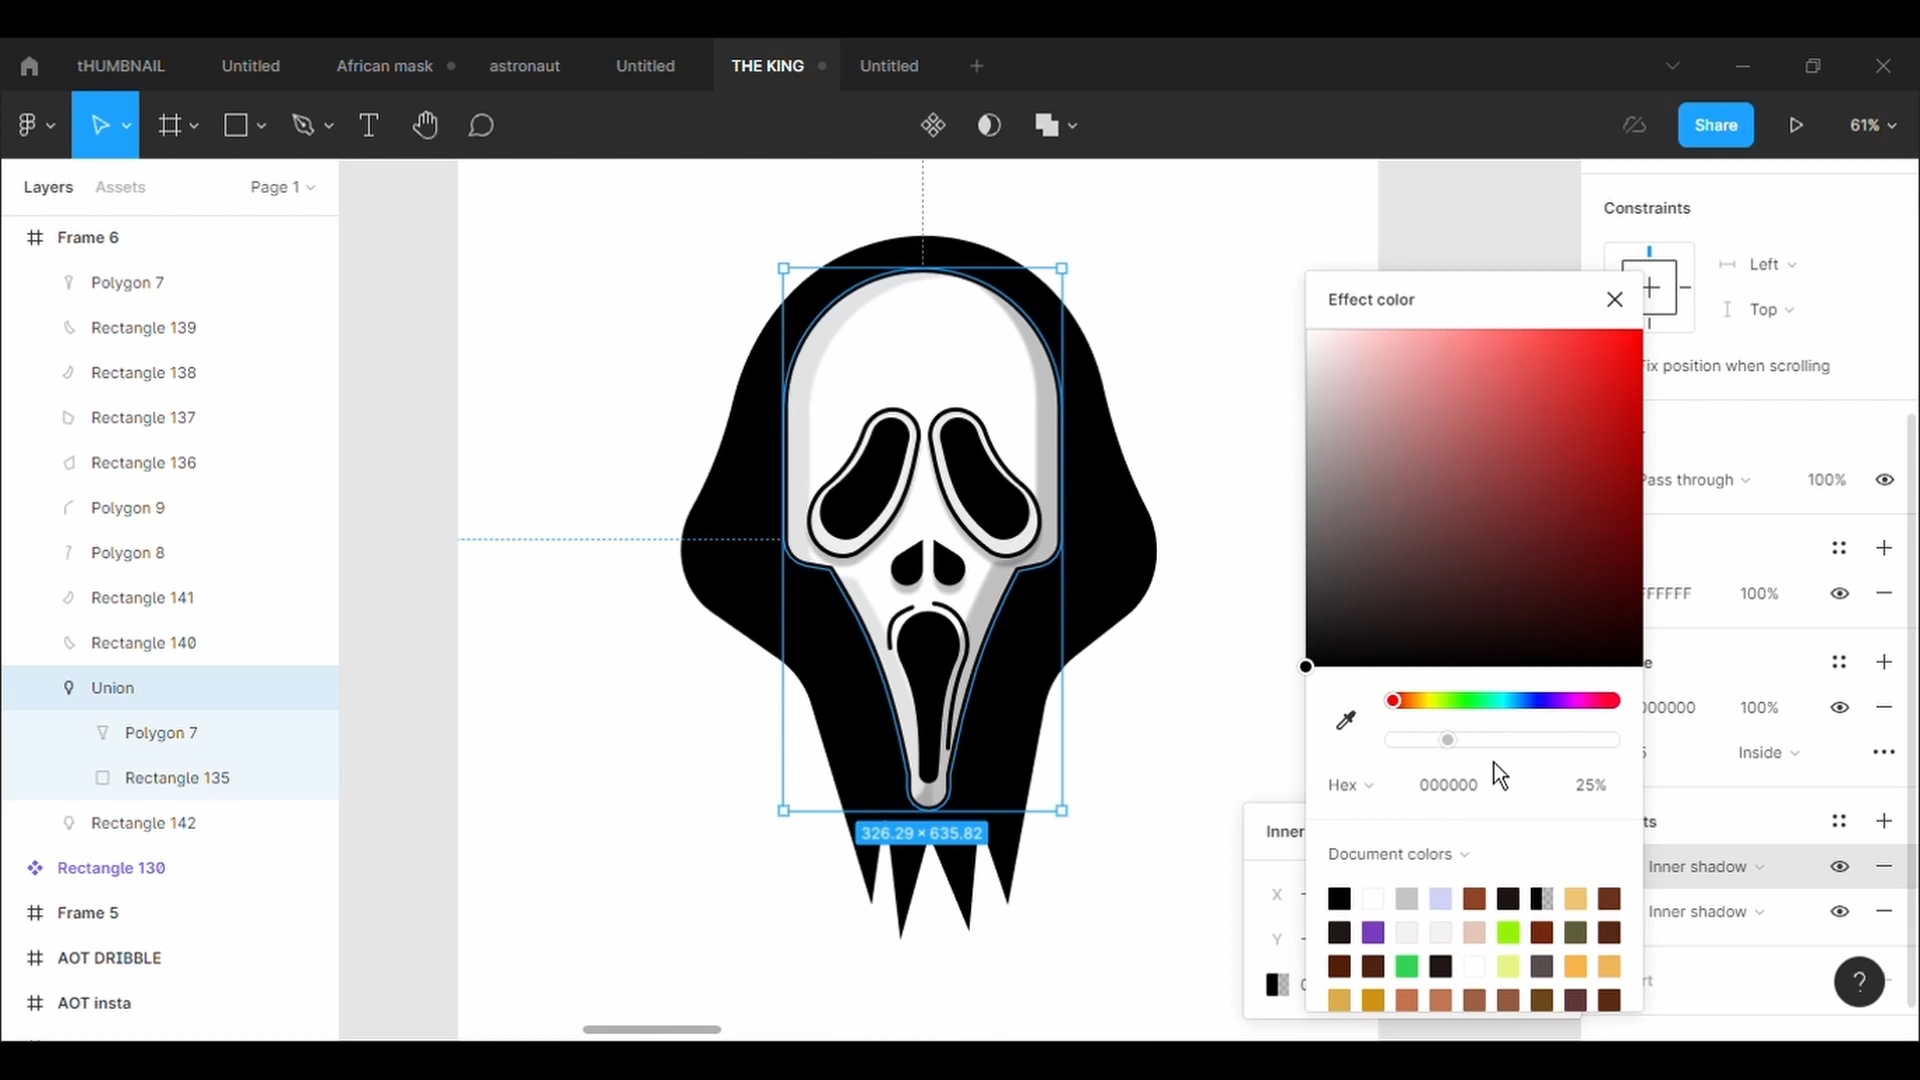 tHUMBNAIL Untitled African mask astronaut Untitled THE KING Untitled
Share 61%
Layers Assets Page 1
Frame 6
Polygon 7
Rectangle 139
Rectangle 138
Rectangle 137
Rectangle 136
Polygon 9
Polygon 8
Rectangle 141
Rectangle 140
Union
Polygon 7
Rectangle 135
Rectangle 142
Rectangle 130
Frame 5
AOT DRIBBLE
AOT insta
326.29 × 635.82
Inner
X
Y
Effect color
Hex 000000 25%
Document colors
Constraints
Left
Top
ix position when scrolling
Pass through 100%
FFFFF 100%
00000 100%
Inside
ts
Inner shadow
Inner shadow
rt
?